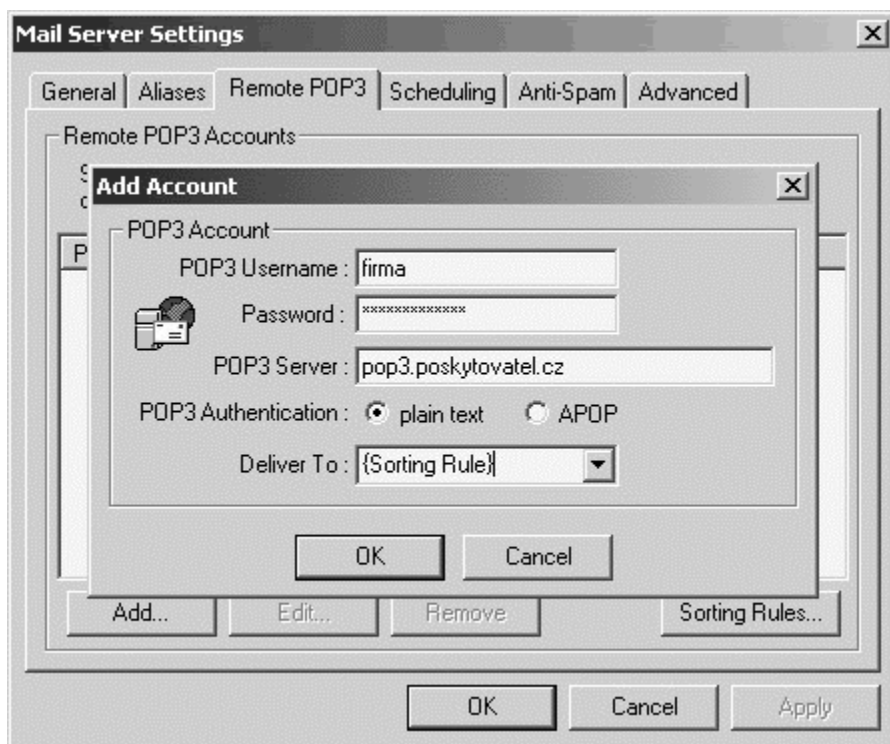 Mail Server Settings
General Aliases Remote POP3 Scheduling Anti-Spam Advanced
Remote POP3 Accounts
Add Account
POP3 Account
POP3 Username : firma
Password : *************
POP3 Server : pop3.poskytovatel.cz
POP3 Authentication : plain text APOP
Deliver To : {Sorting Rule}
OK Cancel
Add... Edit... Remove Sorting Rules...
OK Cancel Apply